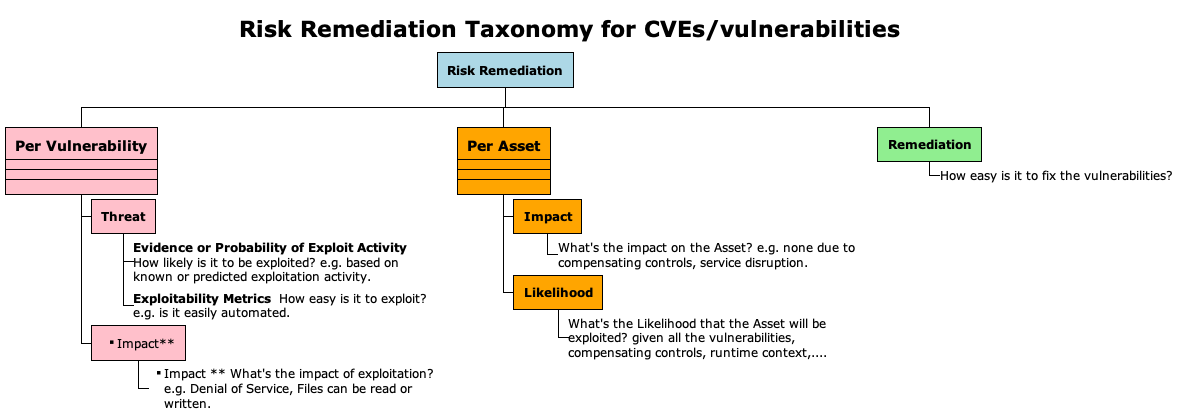 Risk Remediation Taxonomy for CVEs/vulnerabilities
Risk Remediation
Per Vulnerability
Threat
Evidence or Probability of Exploit Activity
How likely is it to be exploited? e.g. based on
known or predicted exploitation activity.
Exploitability Metrics How easy is it to exploit?
e.g. is it easily automated.
▪ Impact**
▪ Impact ** What's the impact of exploitation?
e.g. Denial of Service, Files can be read or
written.
Per Asset
Impact
What's the impact on the Asset? e.g. none due to
compensating controls, service disruption.
Likelihood
What's the Likelihood that the Asset will be
exploited? given all the vulnerabilities,
compensating controls, runtime context,....
Remediation
How easy is it to fix the vulnerabilities?